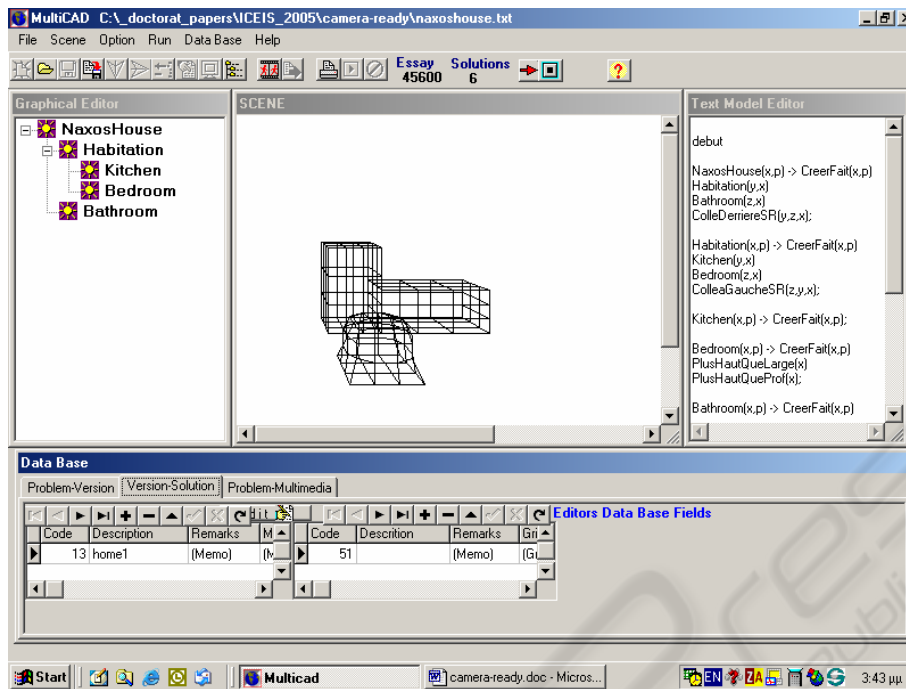 MultiCAD C:\_doctorat_papers\ICEIS_2005\camera-ready\naxoshouse.txt
File Scene Option Run Data Base Help
Essay 45600 Solutions 6
Graphical Editor
NaxosHouse
Habitation
Kitchen
Bedroom
Bathroom
SCENE
Text Model Editor
debut
NaxosHouse(x,p) -> CreerFait(x,p)
Habitation(y,x)
Bathroom(z,x)
ColleDerriereSR(y,z,x);
Habitation(x,p) -> CreerFait(x,p)
Kitchen(y,x)
Bedroom(z,x)
ColleaGaucheSR(z,y,x);
Kitchen(x,p) -> CreerFait(x,p);
Bedroom(x,p) -> CreerFait(x,p)
PlusHautQueLarge(x)
PlusHautQueProf(x);
Bathroom(x,p) -> CreerFait(x,p)
Data Base
Problem-Version Version-Solution Problem-Multimedia
Editors Data Base Fields
Code Description Remarks M
13 home1 (Memo) (M
Code Descrition Remarks Gri
51 (Memo) (Gr
Start Multicad camera-ready.doc - Micros... EN 3:43 μμ